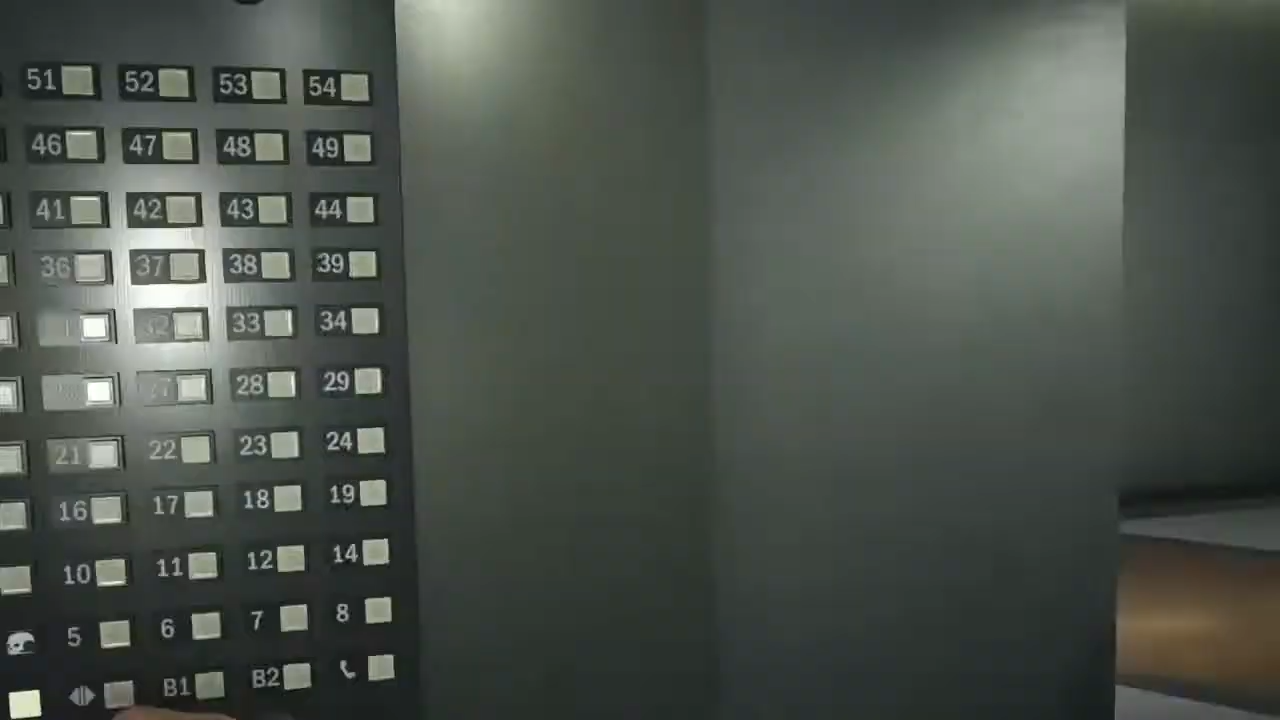 51 52 53 54
46 47 48 49
41 42 43 44
36 37 38 39
32 33 34
27 28 29
21 22 23 24
16 17 18 19
10 11 12 14
5 6 7 8
B1 B2